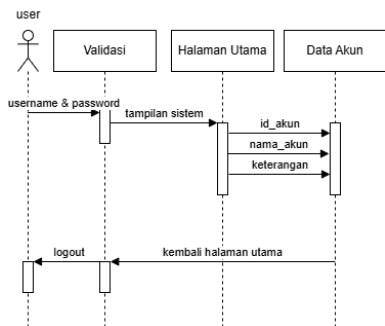 user
Validasi
Halaman Utama
Data Akun
username & password
tampilan sistem
id_akun
nama_akun
keterangan
logout
kembali halaman utama